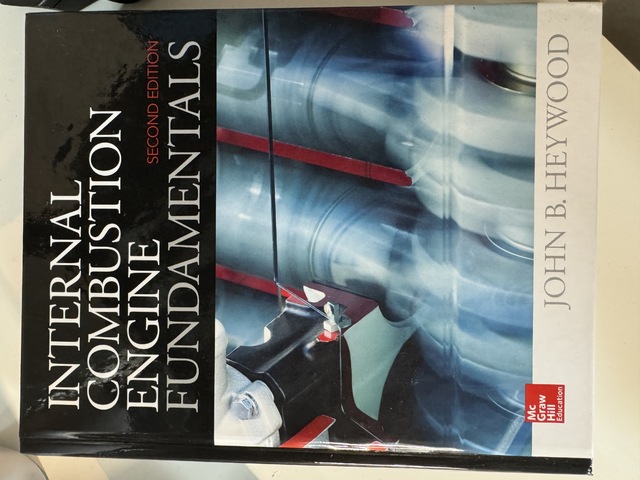 INTERNAL
COMBUSTION
ENGINE
SECOND EDITION
FUNDAMENTALS
JOHN B. HEYWOOD
Mc
Graw
Hill
Education